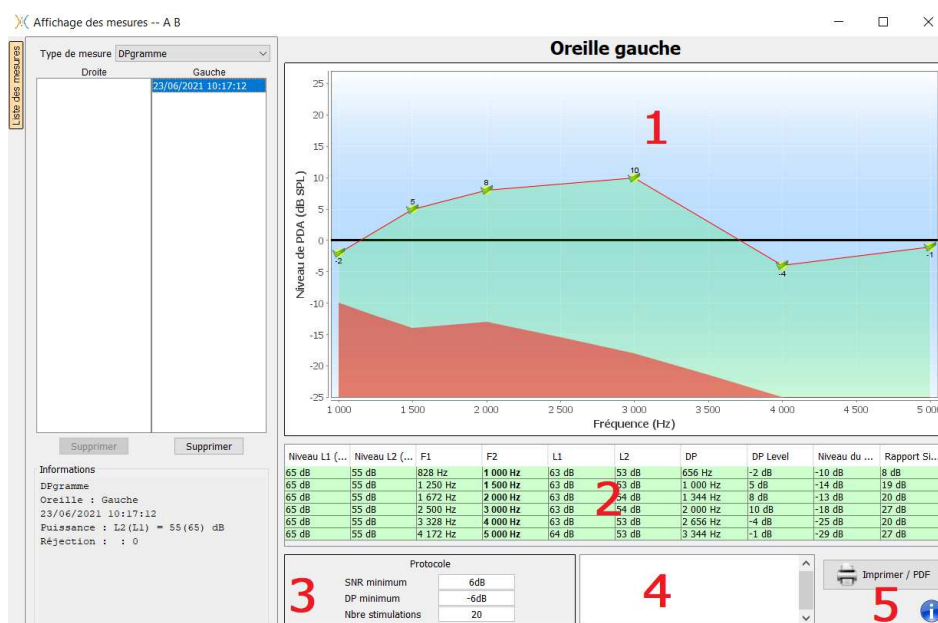 Affichage des mesures -- A B
Liste des mesures
Type de mesure DPgramme
Droite Gauche
23/06/2021 10:17:12
Supprimer Supprimer
Informations
DPgramme
Oreille : Gauche
23/06/2021 10:17:12
Puissance : L2(L1) = 55(65) dB
Réjection : : 0
Oreille gauche
Niveau de PDA (dB SPL)
25
20
15
10
5
0
-5
-10
-15
-20
-25
1
-2
5
8
10
-4
-1
1 000 1 500 2 000 2 500 3 000 3 500 4 000 4 500 5 00
Fréquence (Hz)
Niveau L1 (... Niveau L2 (... F1 F2 L1 L2 DP DP Level Niveau du ... Rapport Si...
65 dB 55 dB 828 Hz 1 000 Hz 63 dB 53 dB 656 Hz -2 dB -10 dB 8 dB
65 dB 55 dB 1 250 Hz 1 500 Hz 63 dB 53 dB 1 000 Hz 5 dB -14 dB 19 dB
65 dB 55 dB 1 672 Hz 2 000 Hz 63 dB 54 dB 1 344 Hz 8 dB -13 dB 20 dB
65 dB 55 dB 2 500 Hz 3 000 Hz 63 dB 54 dB 2 000 Hz 10 dB -18 dB 27 dB
65 dB 55 dB 3 328 Hz 4 000 Hz 63 dB 53 dB 2 656 Hz -4 dB -25 dB 20 dB
65 dB 55 dB 4 172 Hz 5 000 Hz 64 dB 53 dB 3 344 Hz -1 dB -29 dB 27 dB
2
Protocole
SNR minimum 6dB
DP minimum -6dB
Nbre stimulations 20
3
4
Imprimer / PDF
5
i